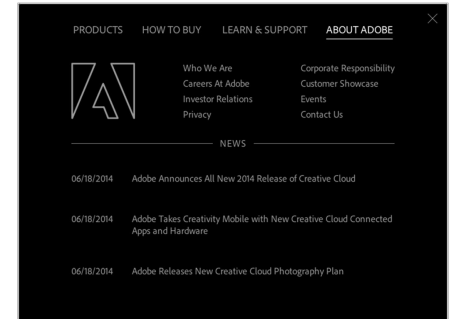 PRODUCTS HOW TO BUY LEARN & SUPPORT ABOUT ADOBE
Who We Are
Careers At Adobe
Investor Relations
Privacy
Corporate Responsibility
Customer Showcase
Events
Contact Us
NEWS
06/18/2014 Adobe Announces All New 2014 Release of Creative Cloud
06/18/2014 Adobe Takes Creativity Mobile with New Creative Cloud Connected
Apps and Hardware
06/18/2014 Adobe Releases New Creative Cloud Photography Plan